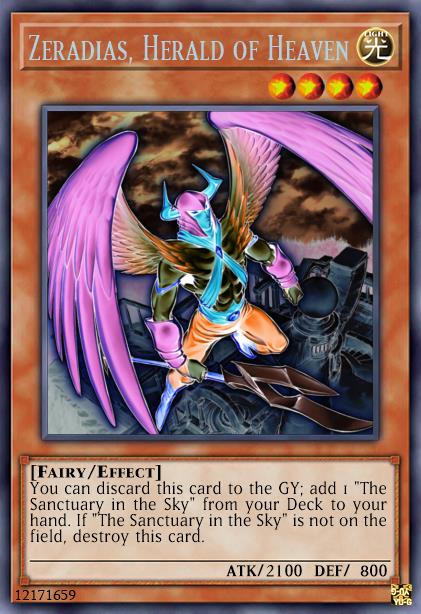 Zeradias, Herald of Heaven
LIGHT
光
[Fairy/Effect]
You can discard this card to the GY; add 1 "The
Sanctuary in the Sky" from your Deck to your
hand. If "The Sanctuary in the Sky" is not on the
field, destroy this card.
ATK/2100 DEF/ 800
12171659